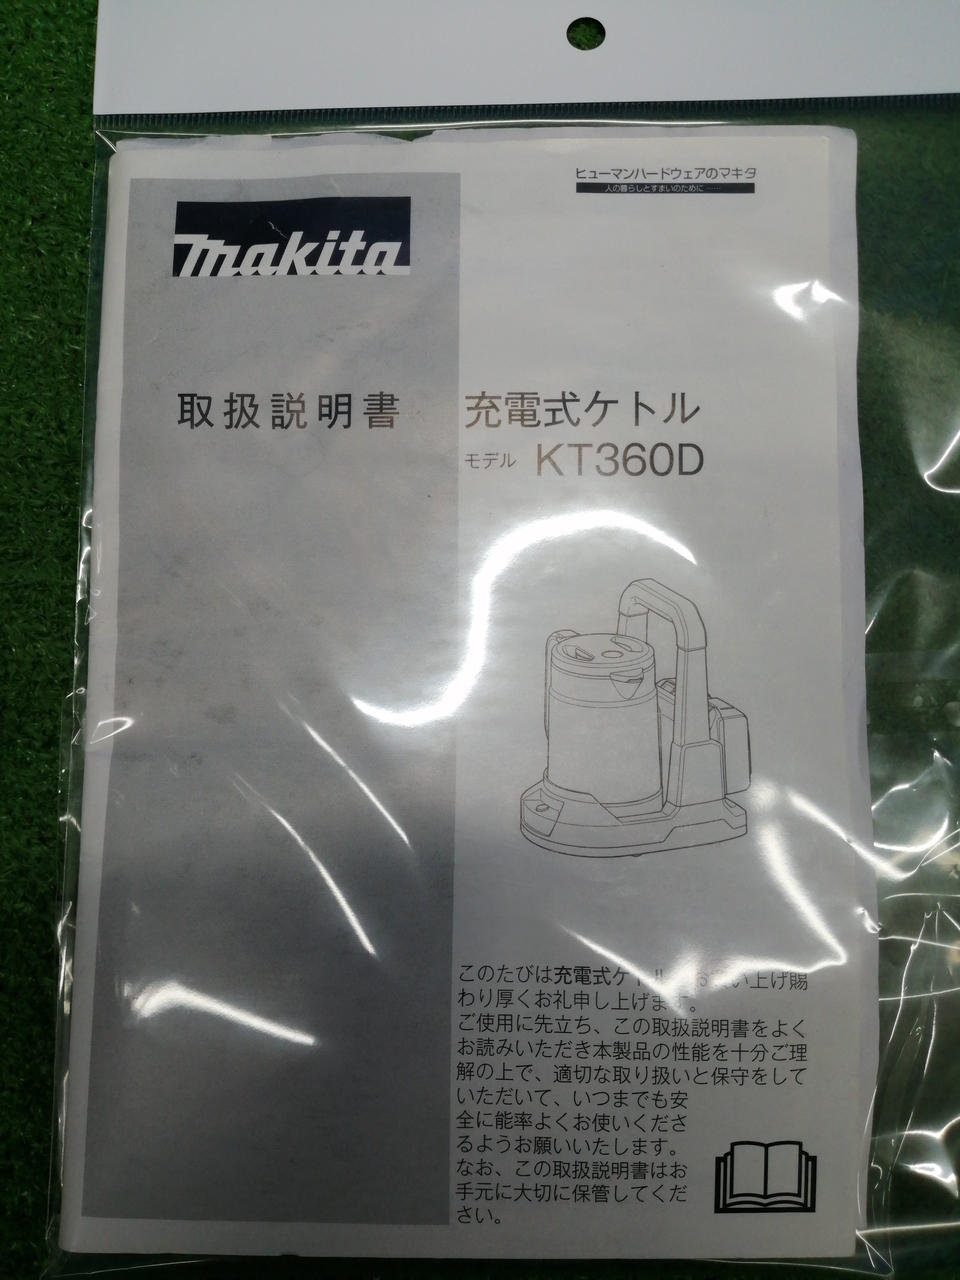 ヒューマンハードウェアのマキタ
人の暮らしとすまいのために……
makita
取扱説明書
充電式ケトル
モデル KT360D
このたびは充電式ケトル お買い上げ賜
わり厚くお礼申し上げます。
ご使用に先立ち、この取扱説明書をよく
お読みいただき本製品の性能を十分ご理
解の上で、適切な取り扱いと保守をして
いただいて、いつまでも安
全に能率よくお使いくださ
るようお願いいたします。
なお、この取扱説明書はお
手元に大切に保管してくだ
さい。